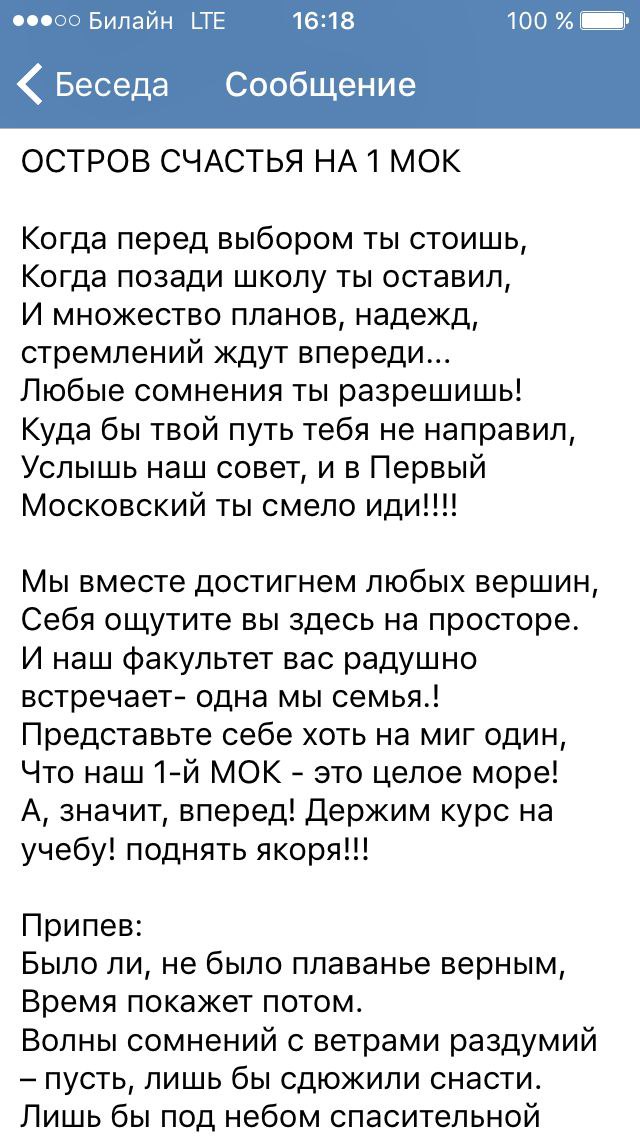 Билайн LTE 16:18 100 %
Беседа Сообщение
ОСТРОВ СЧАСТЬЯ НА 1 МОК
Когда перед выбором ты стоишь,
Когда позади школу ты оставил,
И множество планов, надежд,
стремлений ждут впереди...
Любые сомнения ты разрешишь!
Куда бы твой путь тебя не направил,
Услышь наш совет, и в Первый
Московский ты смело иди!!!!
Мы вместе достигнем любых вершин,
Себя ощутите вы здесь на просторе.
И наш факультет вас радушно
встречает- одна мы семья.!
Представьте себе хоть на миг один,
Что наш 1-й МОК - это целое море!
А, значит, вперед! Держим курс на
учебу! поднять якоря!!!
Припев:
Было ли, не было плаванье верным,
Время покажет потом.
Волны сомнений с ветрами раздумий
– пусть, лишь бы сдюжили снасти.
Лишь бы под небом спасительной